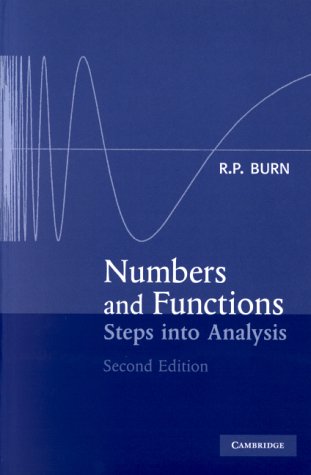 R.P. BURN
Numbers
and Functions
Steps into Analysis
Second Edition
CAMBRIDGE